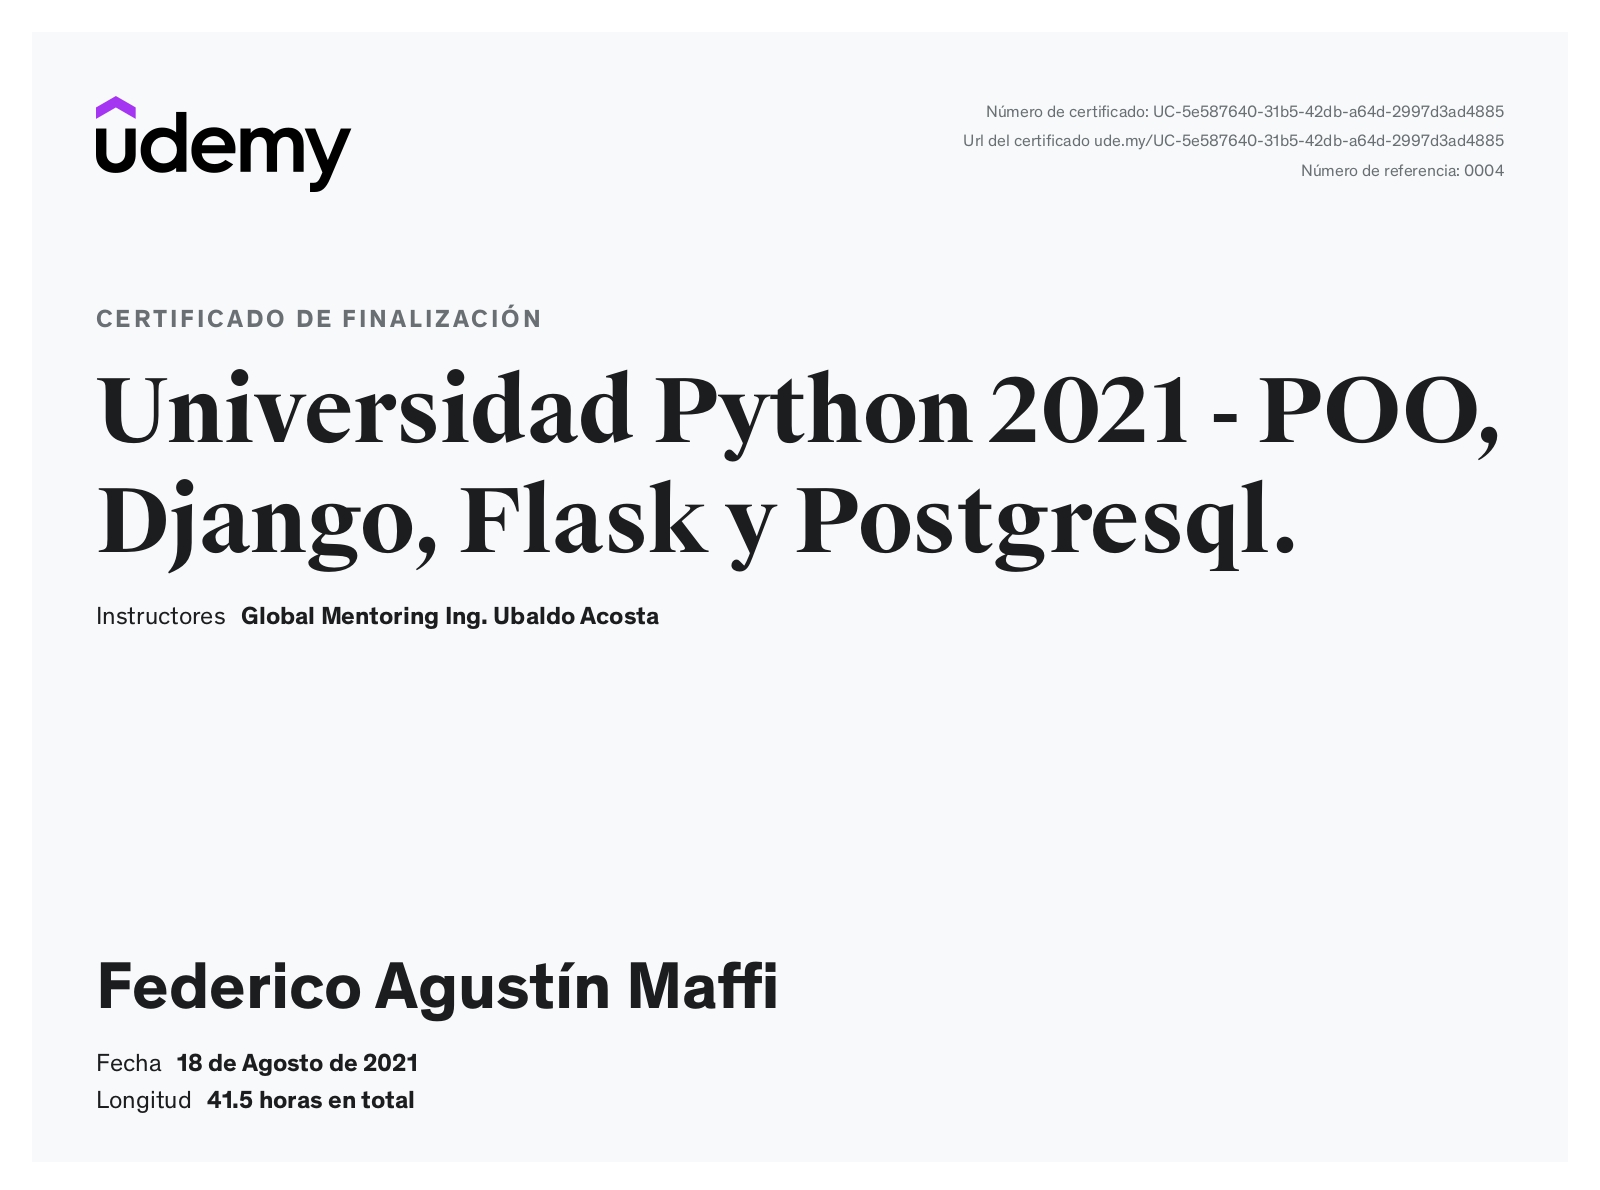 udemy
Número de certificado: UC-5e587640-31b5-42db-a64d-2997d3ad4885
Url del certificado ude.my/UC-5e587640-31b5-42db-a64d-2997d3ad4885
Número de referencia: 0004
CERTIFICADO DE FINALIZACIÓN
Universidad Python 2021 - POO,
Django, Flask y Postgresql.
Instructores Global Mentoring Ing. Ubaldo Acosta
Federico Agustín Maffi
Fecha 18 de Agosto de 2021
Longitud 41.5 horas en total